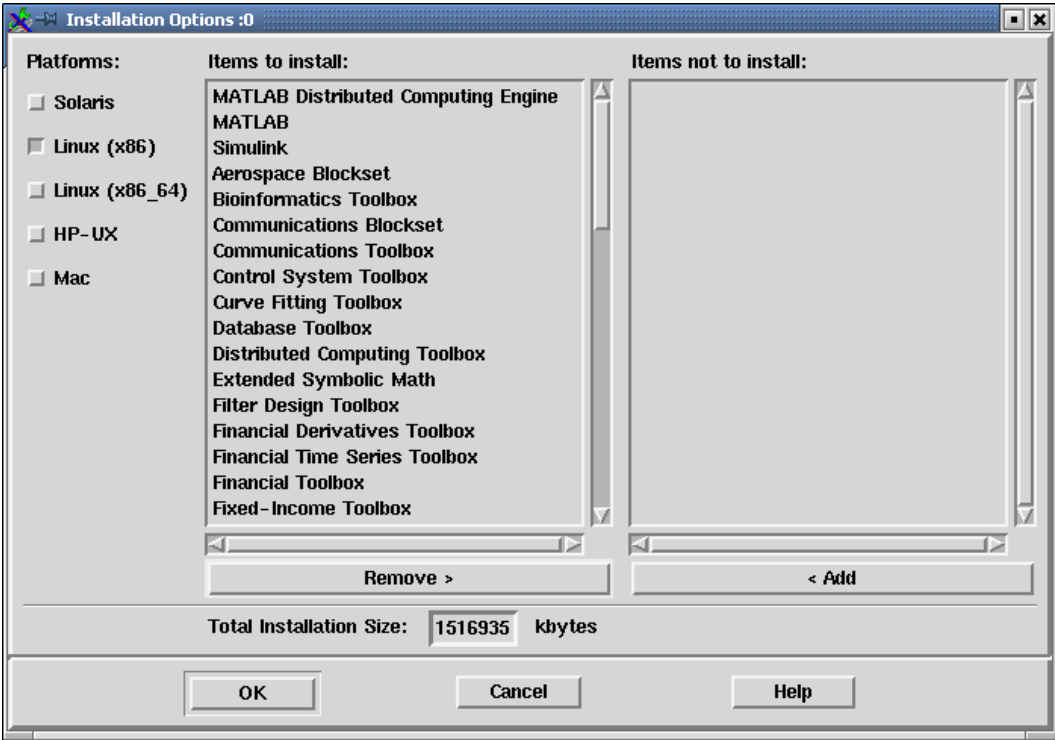 Installation Options :0
Platforms:
Solaris
Linux (x86)
Linux (x86_64)
HP-UX
Mac
Items to install:
MATLAB Distributed Computing Engine
MATLAB
Simulink
Aerospace Blockset
Bioinformatics Toolbox
Communications Blockset
Communications Toolbox
Control System Toolbox
Curve Fitting Toolbox
Database Toolbox
Distributed Computing Toolbox
Extended Symbolic Math
Filter Design Toolbox
Financial Derivatives Toolbox
Financial Time Series Toolbox
Financial Toolbox
Fixed-Income Toolbox
Remove >
Items not to install:
< Add
Total Installation Size: 1516935 kbytes
OK Cancel Help